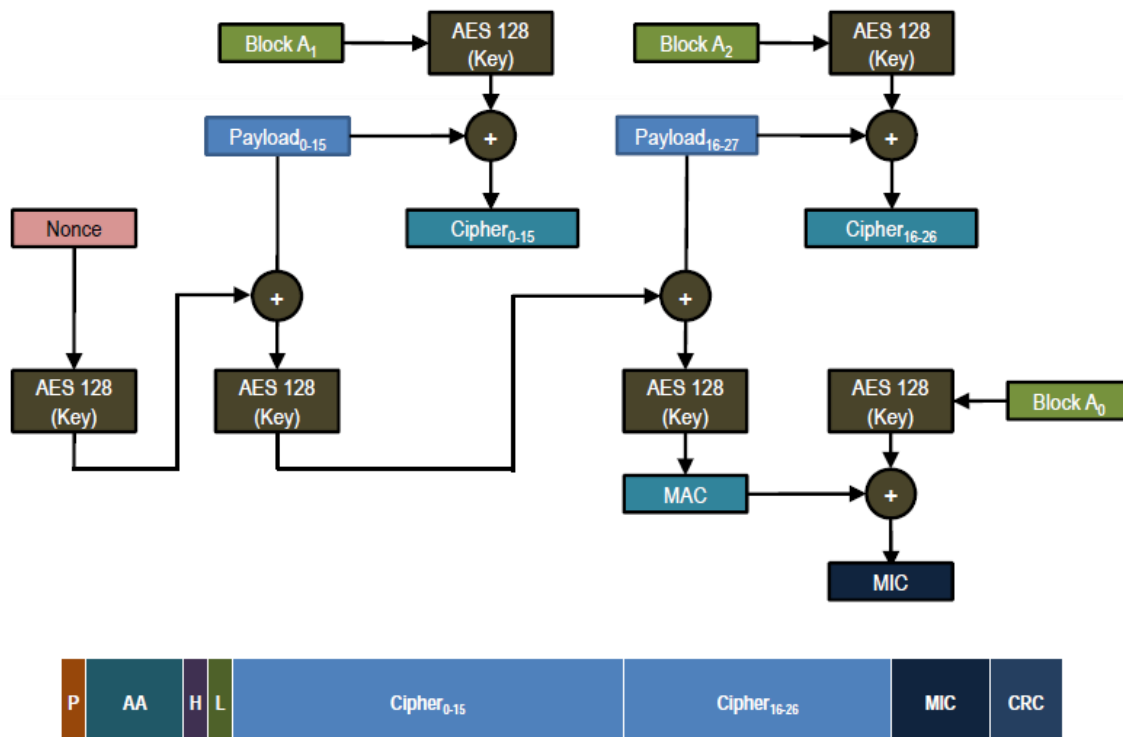 Block A₁
AES 128
(Key)
Block A₂
AES 128
(Key)
Payload₀₋₁₅
+
Payload₁₆₋₂₇
+
Nonce
Cipher₀₋₁₅
Cipher₁₆₋₂₆
+
+
AES 128
(Key)
AES 128
(Key)
AES 128
(Key)
AES 128
(Key)
Block A₀
MAC
+
MIC
P AA H L Cipher₀₋₁₅ Cipher₁₆₋₂₆ MIC CRC